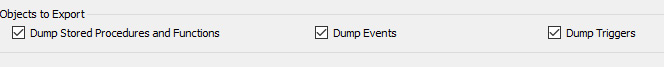 Objects to Export
Dump Stored Procedures and Functions Dump Events Dump Triggers